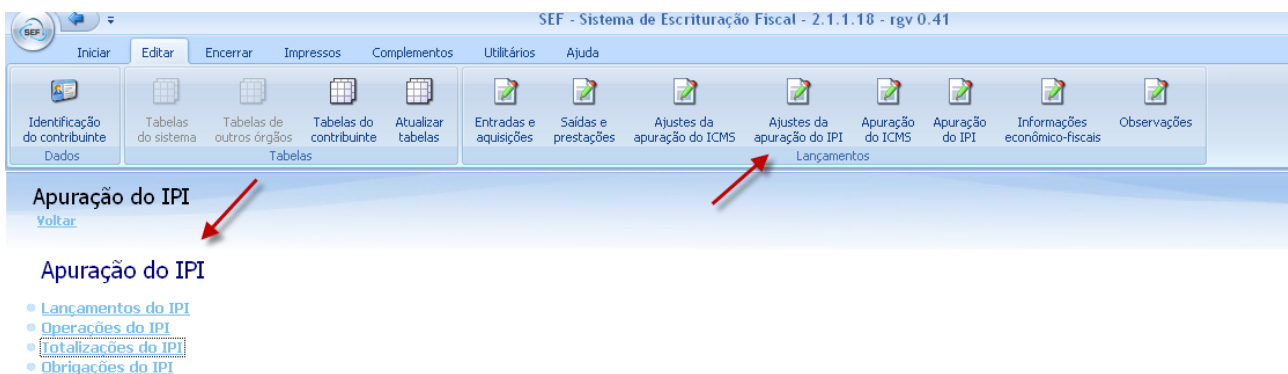 SEF - Sistema de Escrituração Fiscal - 2.1.1.18 - rgv 0.41
SEF
Iniciar Editar Encerrar Impressos Complementos Utilitários Ajuda
Identificação do contribuinte
Tabelas do sistema
Tabelas de outros órgãos
Tabelas do contribuinte
Atualizar tabelas
Entradas e aquisições
Saídas e prestações
Ajustes da apuração do ICMS
Ajustes da apuração do IPI
Apuração do ICMS
Apuração do IPI
Informações econômico-fiscais
Observações
Dados Tabelas Lançamentos
Apuração do IPI
Voltar
Apuração do IPI
Lançamentos do IPI
Operações do IPI
Totalizações do IPI
Obrigações do IPI